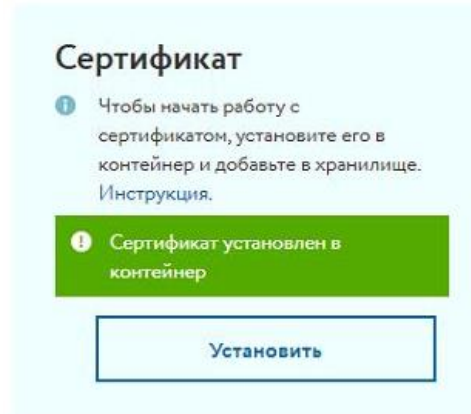 Сертификат
Чтобы начать работу с
сертификатом, установите его в
контейнер и добавьте в хранилище.
Инструкция.
Сертификат установлен в
контейнер
Установить